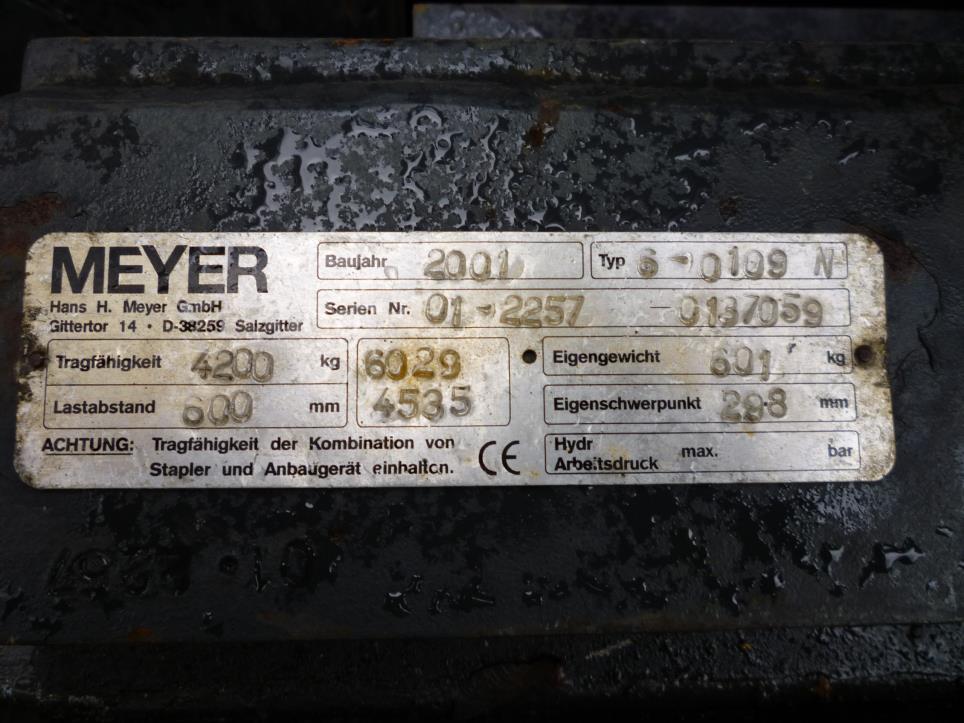 MEYER
Hans H. Meyer GmbH
Gittertor 14 · D-38259 Salzgitter
Baujahr 2001
Typ 6-0109 N
Serien Nr. 01-2257 -0137059
Tragfähigkeit 4200 kg
Lastabstand 600 mm
6029
4535
Eigengewicht 601 kg
Eigenschwerpunkt 298 mm
Hydr Arbeitsdruck max. bar
ACHTUNG: Tragfähigkeit der Kombination von
Stapler und Anbaugerät einhalten.
CE